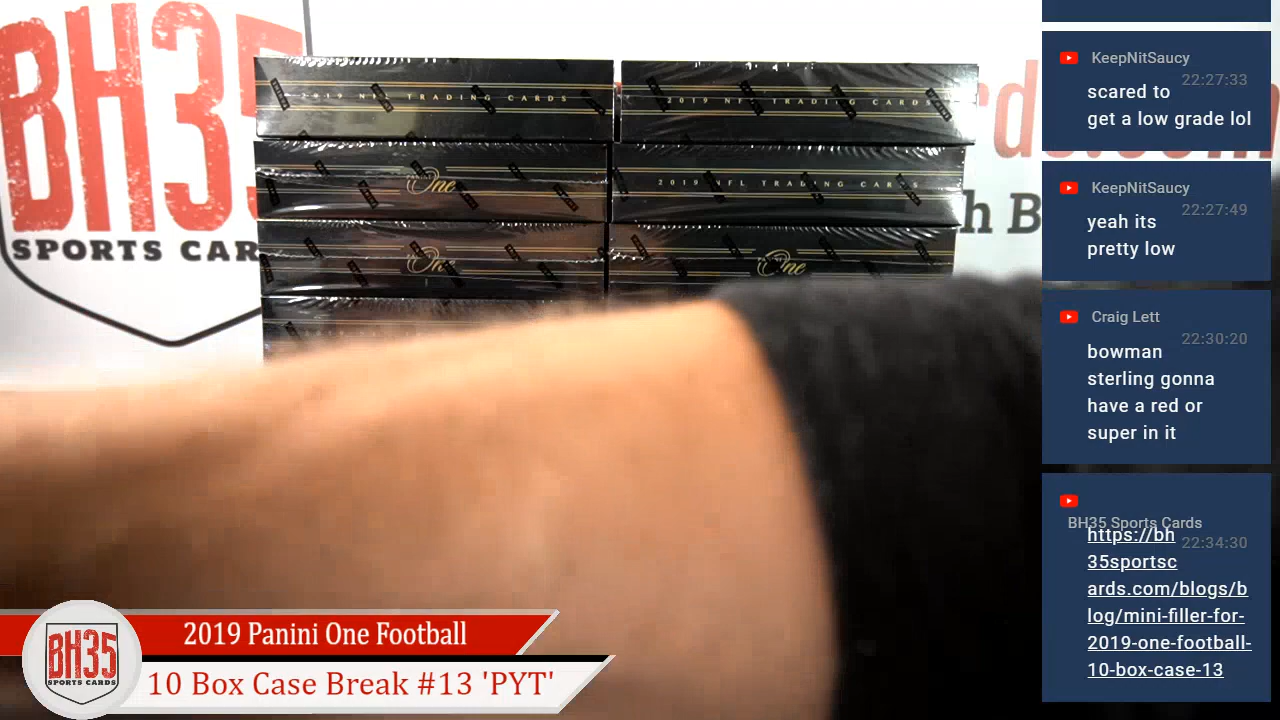 BH35
SPORTS CAR
rds.com
h B
2019 NFL TRADING CARDS
2019 NFL TRADING CARDS
One
2019 NFL TRADING CARDS
One
One
KeepNitSaucy
22:27:33
scared to
get a low grade lol
KeepNitSaucy
22:27:49
yeah its
pretty low
Craig Lett
22:30:20
bowman
sterling gonna
have a red or
super in it
BH35 Sports Cards
22:34:30
https://bh
35sportsc
ards.com/blogs/b
log/mini-filler-for-
2019-one-football-
10-box-case-13
BH35
SPORTS CARDS
2019 Panini One Football
10 Box Case Break #13 'PYT'